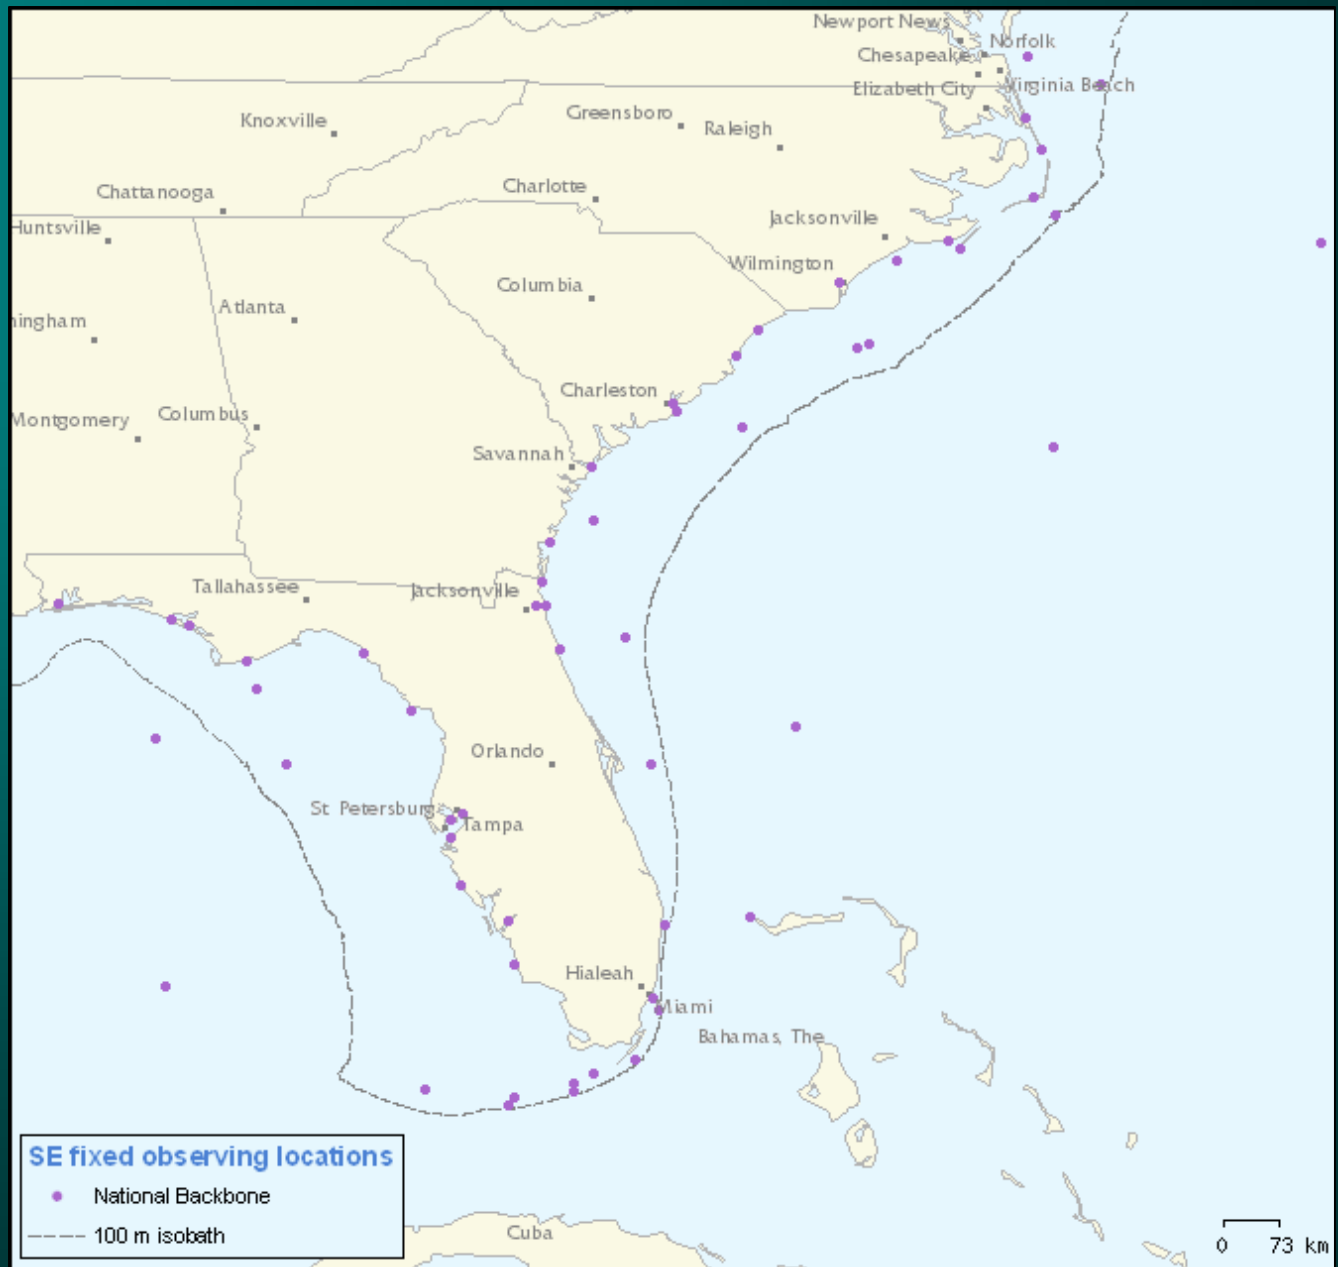 Newport News
Norfolk
Chesapeake
Virginia Beach
Elizabeth City
Knoxville
Greensboro
Raleigh
Chattanooga
Charlotte
Jacksonville
Huntsville
Wilmington
Columbia
Atlanta
ningham
Charleston
Montgomery
Columbus
Savannah
Tallahassee
Jacksonville
Orlando
St Petersburg
Tampa
Hialeah
Miami
Bahamas, The
SE fixed observing locations
National Backbone
100 m isobath
Cuba
0 73 km